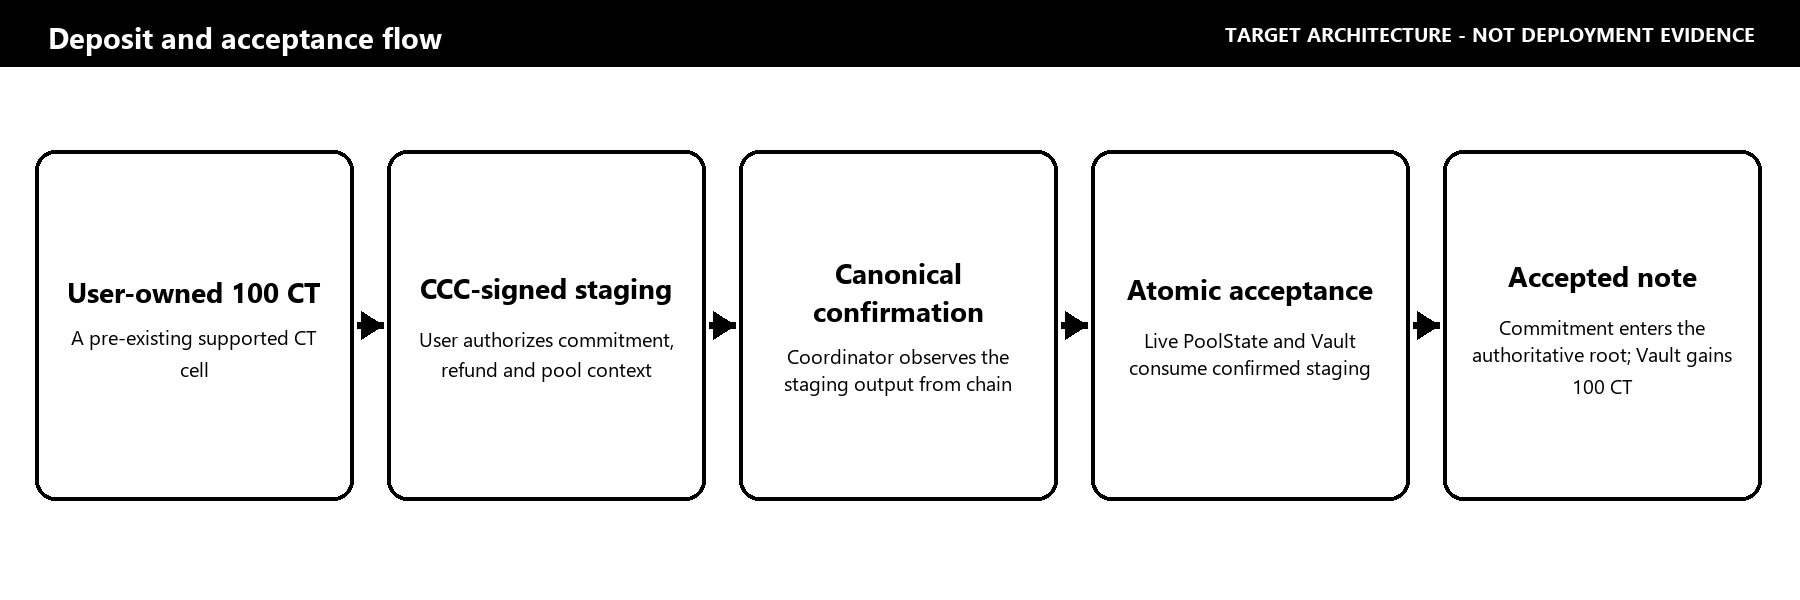 Deposit and acceptance flow
TARGET ARCHITECTURE - NOT DEPLOYMENT EVIDENCE
User-owned 100 CT
A pre-existing supported CT
cell
CCC-signed staging
User authorizes commitment,
refund and pool context
Canonical
confirmation
Coordinator observes the
staging output from chain
Atomic acceptance
Live PoolState and Vault
consume confirmed staging
Accepted note
Commitment enters the
authoritative root; Vault gains
100 CT